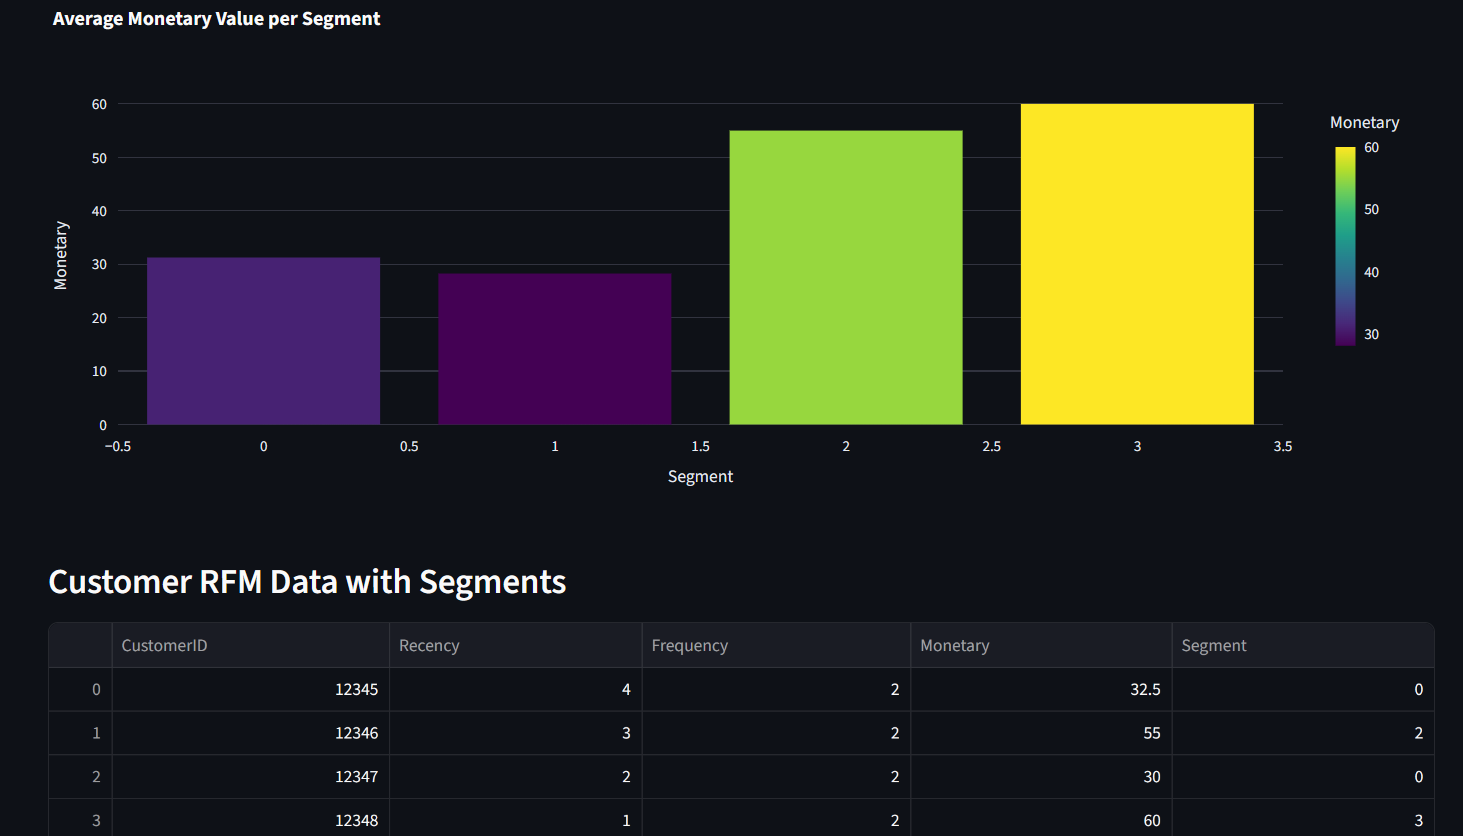 Average Monetary Value per Segment
60
50
40
30
20
10
0
Monetary
−0.5 0 0.5 1 1.5 2 2.5 3 3.5
Segment
Monetary
60
50
40
30
Customer RFM Data with Segments
CustomerID Recency Frequency Monetary Segment
0 12345 4 2 32.5 0
1 12346 3 2 55 2
2 12347 2 2 30 0
3 12348 1 2 60 3